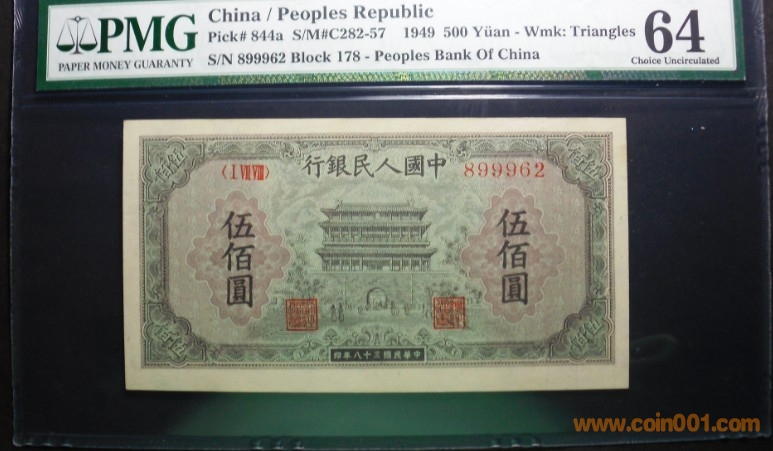 PMG
PAPER MONEY GUARANTY
China / Peoples Republic
Pick# 844a S/M#C282-57 1949 500 Yüan - Wmk: Triangles
S/N 899962 Block 178 - Peoples Bank Of China
64
Choice Uncirculated
行銀民人國中
〈I VII VIII〉
899962
伍佰圓
伍佰圓
印年八十三國民華中
www.coin001.com